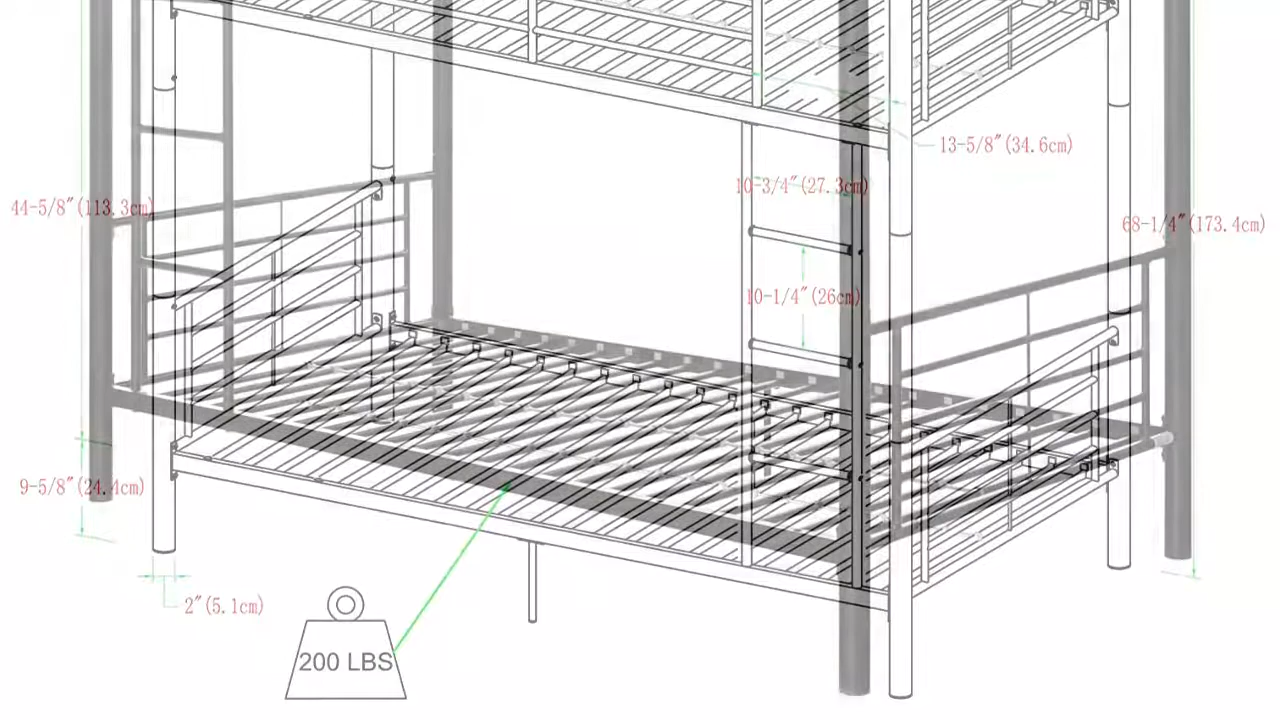 13-5/8"(34.6cm)
10-3/4"(27.3cm)
44-5/8"(113.3cm)
68-1/4"(173.4cm)
10-1/4"(26cm)
9-5/8"(24.4cm)
2"(5.1cm)
200 LBS